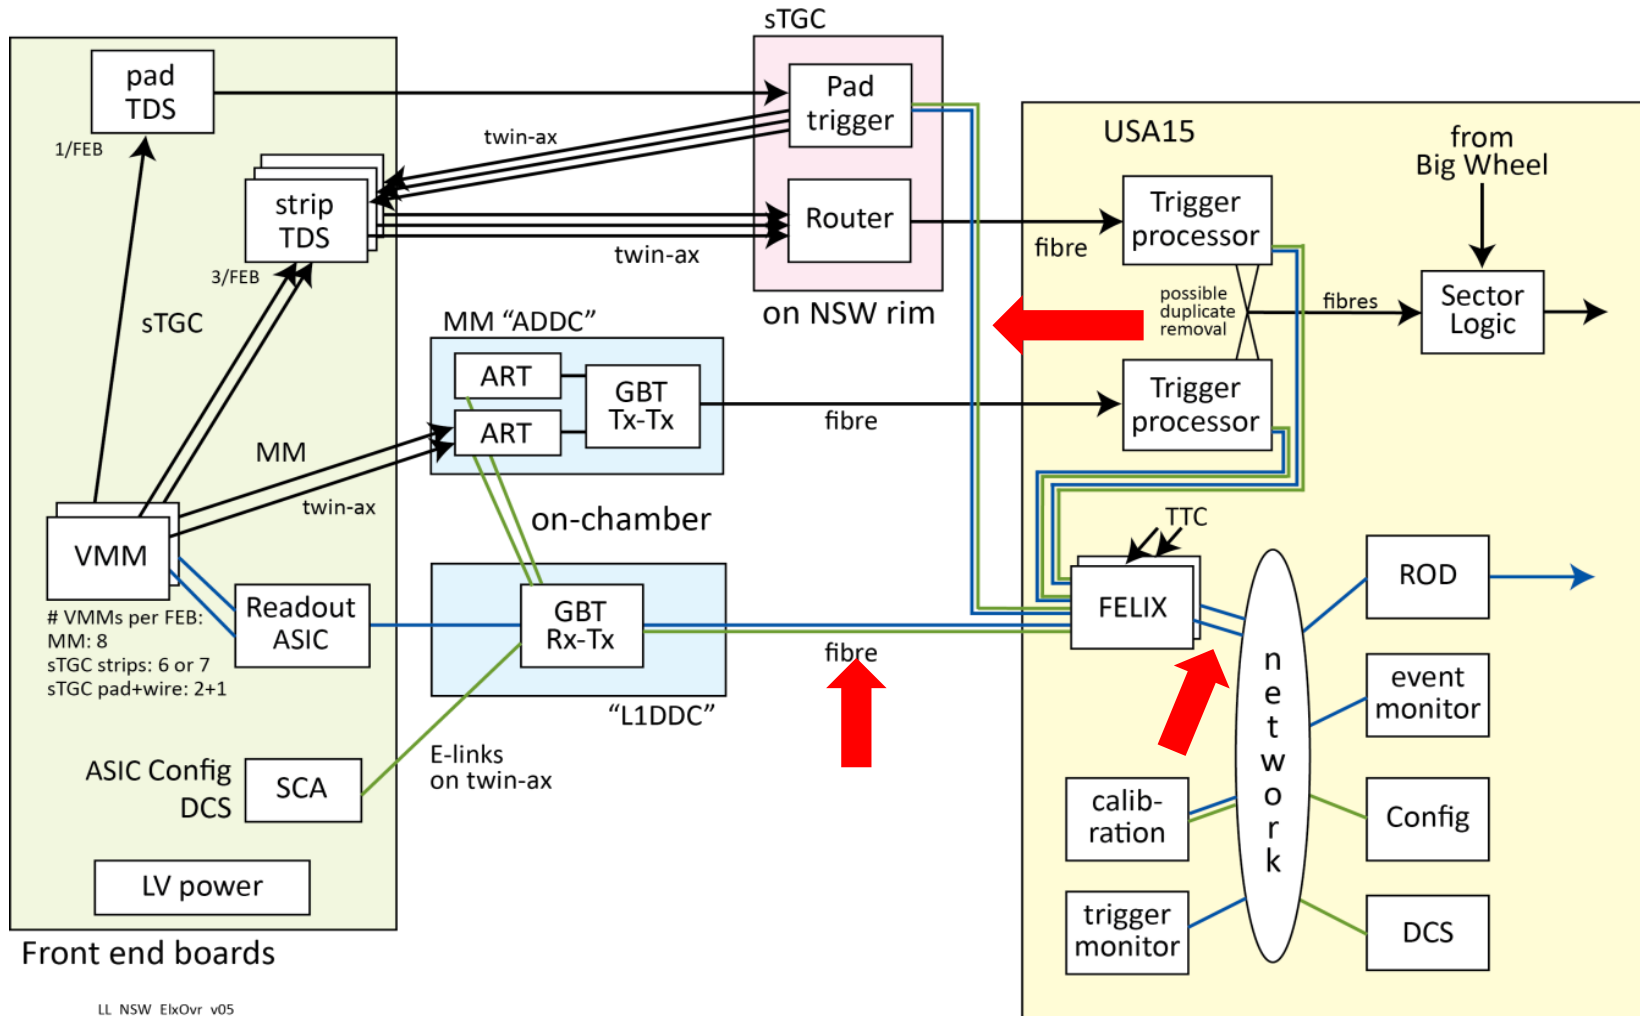 sTGC
pad
TDS
1/FEB
twin-ax
Pad
trigger
USA15
from
Big Wheel
strip
TDS
3/FEB
sTGC
twin-ax
Router
fibre
Trigger
processor
possible
duplicate
removal
fibres
Sector
Logic
on NSW rim
MM “ADDC”
ART
ART
GBT
Tx-Tx
fibre
Trigger
processor
MM
twin-ax
on-chamber
TTC
VMM
# VMMs per FEB:
MM: 8
sTGC strips: 6 or 7
sTGC pad+wire: 2+1
Readout
ASIC
GBT
Rx-Tx
fibre
“L1DDC”
FELIX
network
ROD
event
monitor
E-links
on twin-ax
ASIC Config
DCS
SCA
calib-
ration
Config
LV power
trigger
monitor
DCS
Front end boards
LL_NSW_ElxOvr_v05